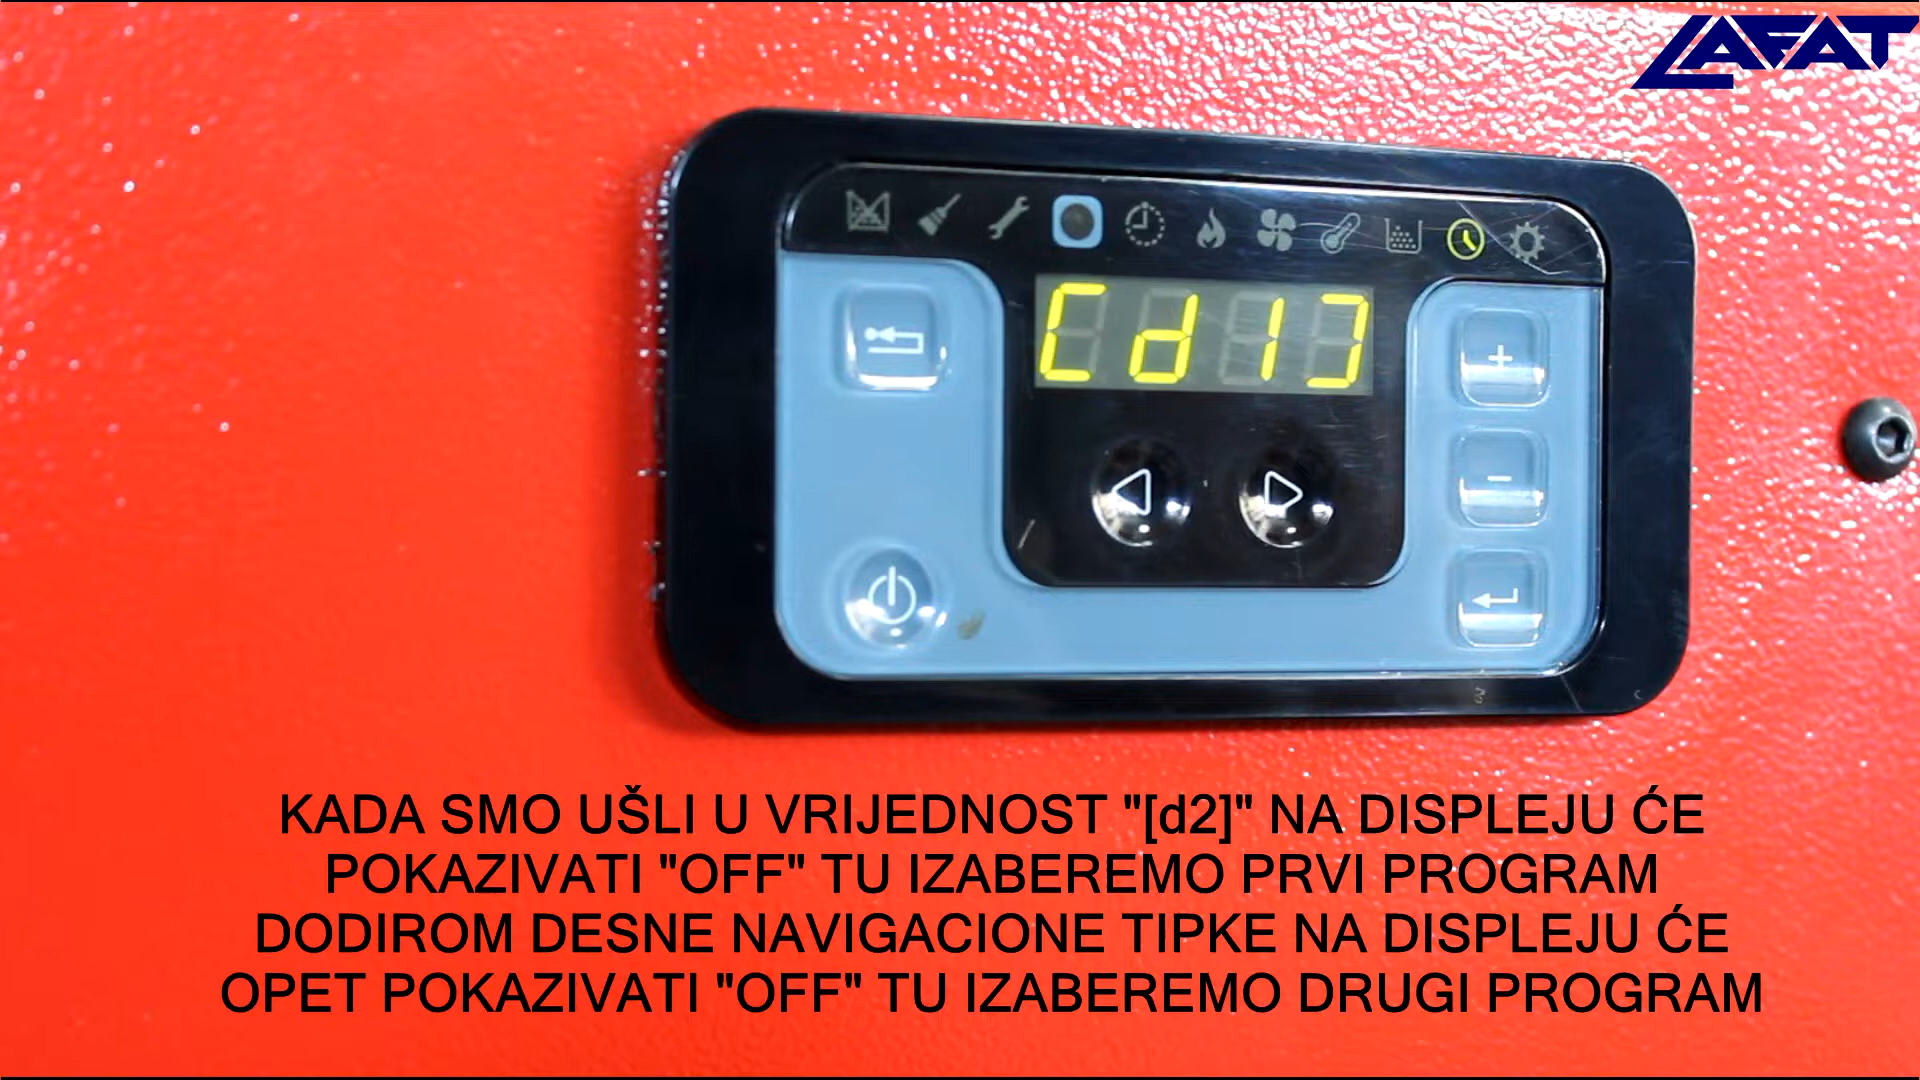 LAFAT
[d1]
KADA SMO UŠLI U VRIJEDNOST "[d2]" NA DISPLEJU ĆE
POKAZIVATI "OFF" TU IZABEREMO PRVI PROGRAM
DODIROM DESNE NAVIGACIONE TIPKE NA DISPLEJU ĆE
OPET POKAZIVATI "OFF" TU IZABEREMO DRUGI PROGRAM